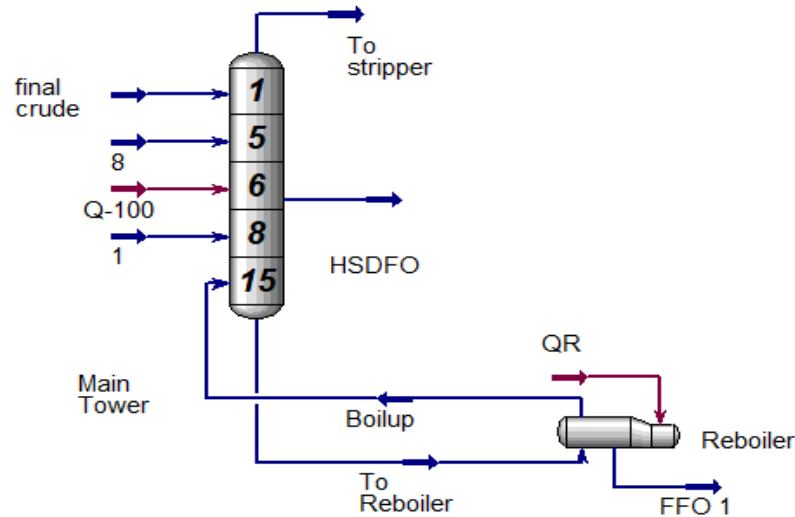 To
stripper
final
crude
1
8
5
Q-100
6
1
8
HSDFO
15
QR
Main
Tower
Boilup
Reboiler
To
Reboiler
FFO 1